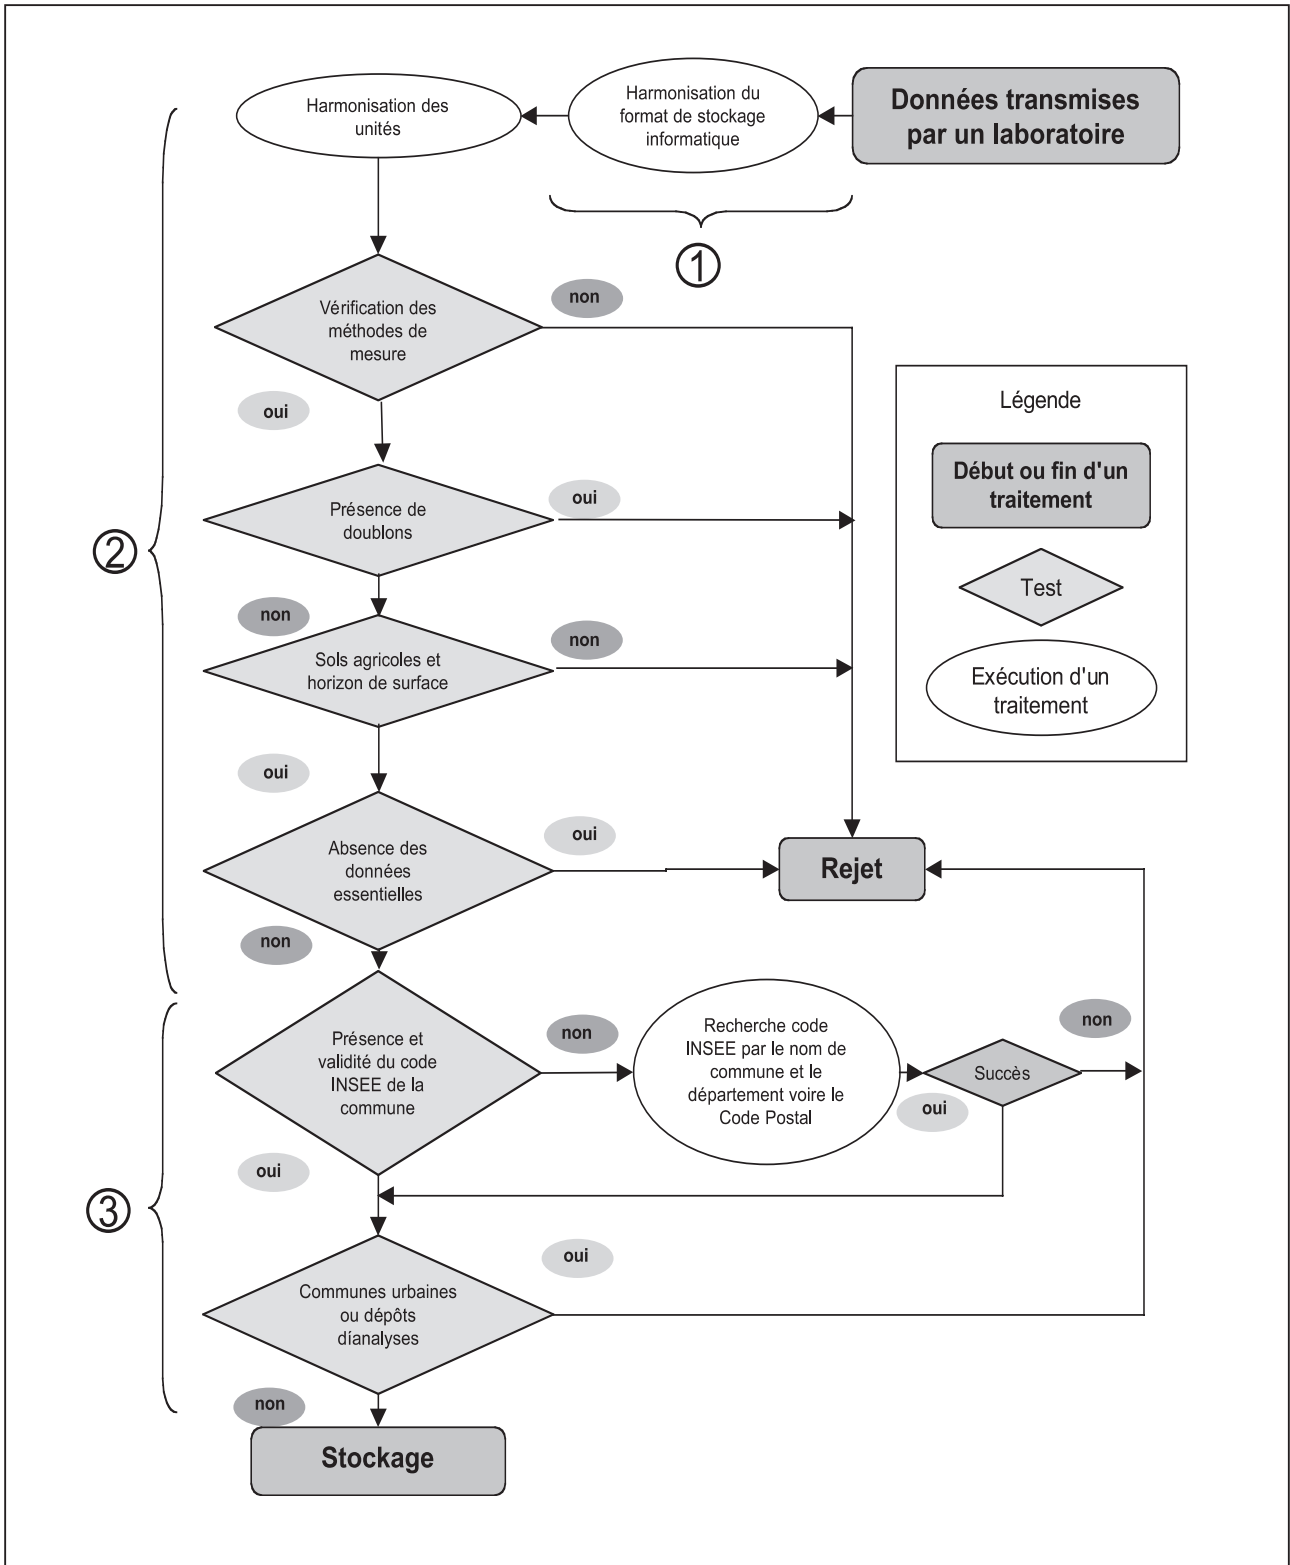 Données transmises
par un laboratoire
Harmonisation du
format de stockage
informatique
Harmonisation des
unités
1
Vérification des
méthodes de
mesure
non
oui
Présence de
doublons
oui
non
Sols agricoles et
horizon de surface
non
oui
Absence des
données
essentielles
oui
Rejet
non
2
Présence et
validité du code
INSEE de la
commune
non
Recherche code
INSEE par le nom de
commune et le
département voire le
Code Postal
Succès
non
oui
oui
3
Communes urbaines
ou dépôts
díanalyses
oui
non
Stockage
Légende
Début ou fin d'un
traitement
Test
Exécution d'un
traitement